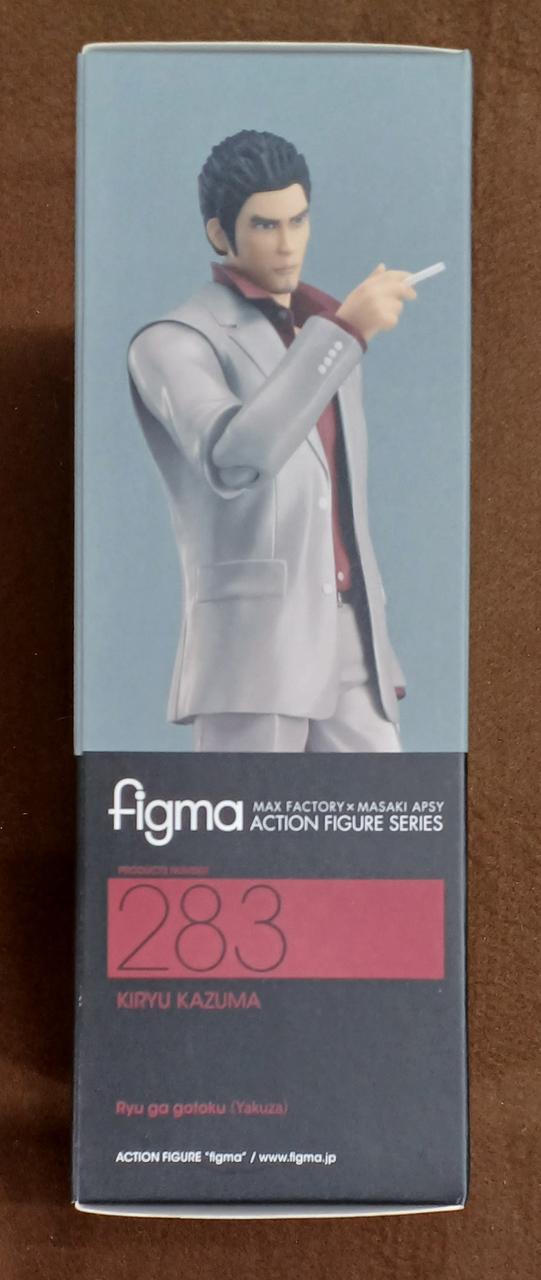 figma MAX FACTORY×MASAKI APSY
ACTION FIGURE SERIES
PRODUCTS NUMBER
283
KIRYU KAZUMA
Ryu ga gotoku (Yakuza)
ACTION FIGURE "figma" / www.figma.jp